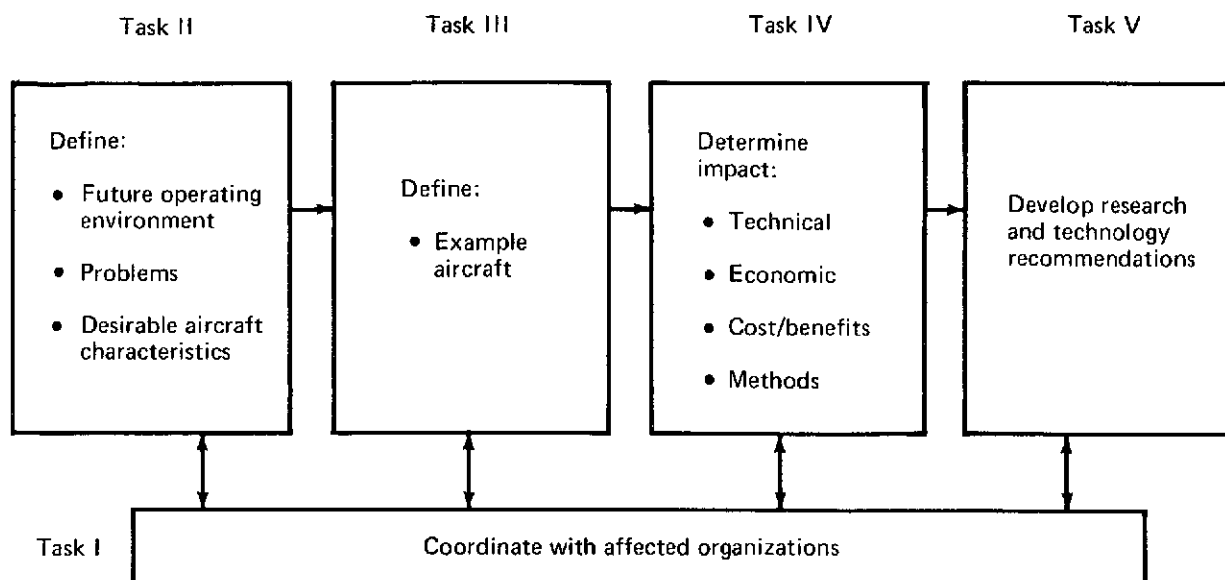 Task II
Task III
Task IV
Task V
Define:
• Future operating
environment
• Problems
• Desirable aircraft
characteristics
Define:
• Example
aircraft
Determine
impact:
• Technical
• Economic
• Cost/benefits
• Methods
Develop research
and technology
recommendations
Task I
Coordinate with affected organizations